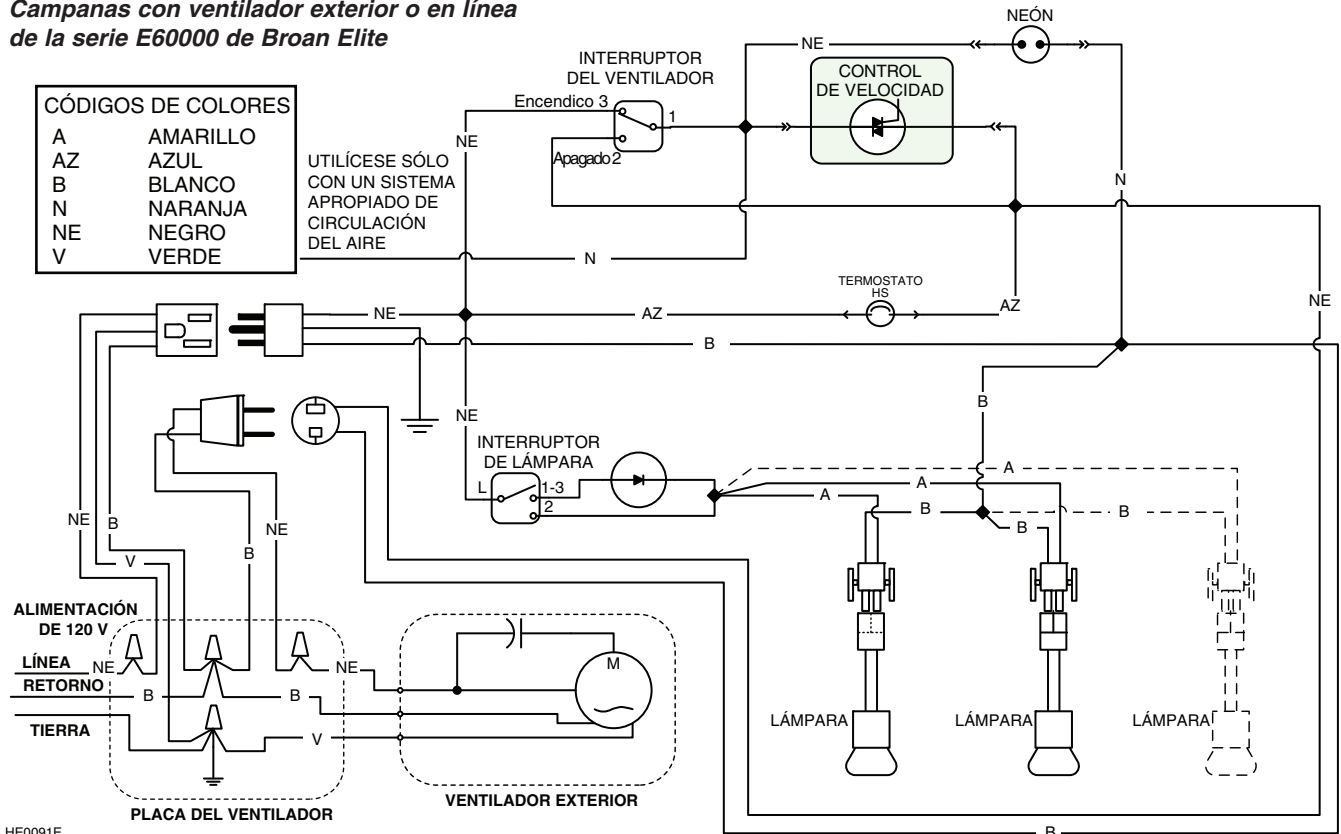 Campanas con ventilador exterior o en línea
de la serie E60000 de Broan Elite
CÓDIGOS DE COLORES
A AMARILLO
AZ AZUL
B BLANCO
N NARANJA
NE NEGRO
V VERDE
UTILÍCESE SÓLO
CON UN SISTEMA
APROPIADO DE
CIRCULACIÓN
DEL AIRE
INTERRUPTOR
DEL VENTILADOR
Encendico 3
1
Apagado 2
NE
NE
NEÓN
CONTROL
DE VELOCIDAD
N
N
TERMOSTATO
HS
NE
AZ
AZ
NE
B
NE
B
INTERRUPTOR
DE LÁMPARA
L
1-3
2
A
A
A
B
B
B
NE
B
NE
B
V
ALIMENTACIÓN
DE 120 V
LÍNEA
NE
NE
RETORNO
B
B
TIERRA
V
M
LÁMPARA
LÁMPARA
LÁMPARA
VENTILADOR EXTERIOR
PLACA DEL VENTILADOR
B